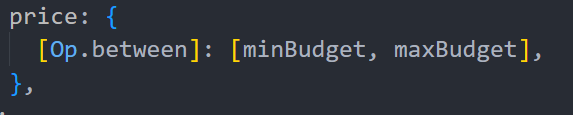 price: {
[Op.between]: [minBudget, maxBudget],
},